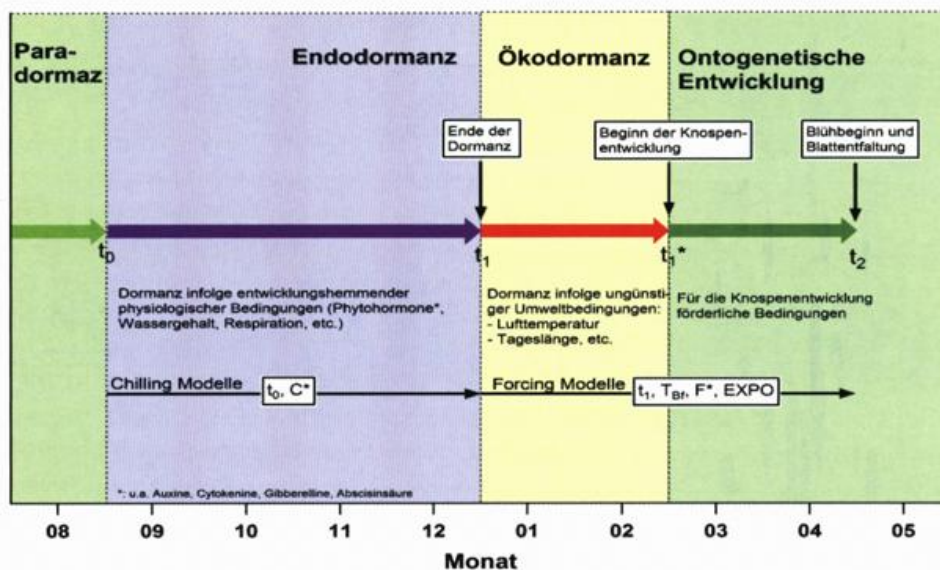 Para-
dormaz
Endodormanz
Ökodormanz
Ontogenetische
Entwicklung
Ende der
Dormanz
Beginn der Knospen-
entwicklung
Blühbeginn und
Blattentfaltung
t0
t1
t1*
t2
Dormanz infolge entwicklungshemmender
physiologischer Bedingungen (Phytohormone*,
Wassergehalt, Respiration, etc.)
Dormanz infolge ungünsti-
ger Umweltbedingungen:
- Lufttemperatur
- Tageslänge, etc.
Für die Knospenentwicklung
förderliche Bedingungen
Chilling Modelle
t0, C*
Forcing Modelle
t1, TBf, F*, EXPO
*: u.a. Auxine, Cytokenine, Gibberelline, Abscisinsäure
08 09 10 11 12 01 02 03 04 05
Monat